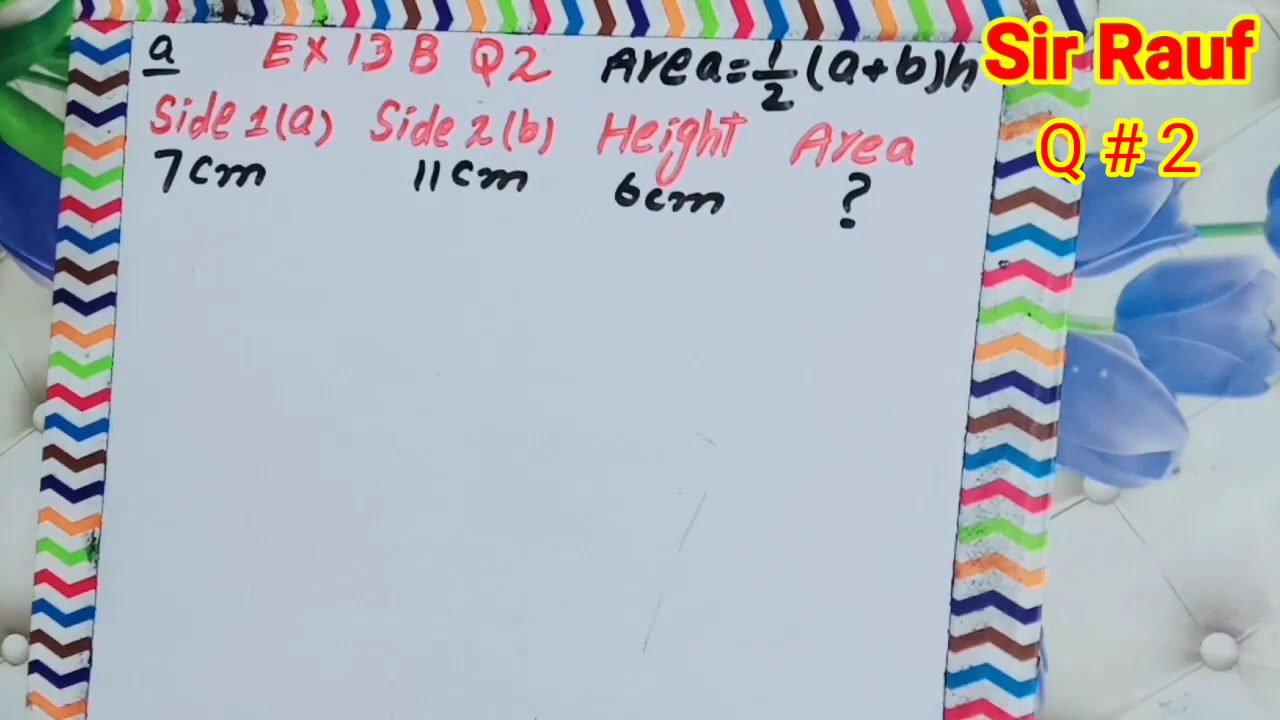 a EX 13 B Q2 Area = 1/2 (a+b)h
Side 1(a) Side 2(b) Height Area
7cm 11cm 6cm ?
Sir Rauf
Q # 2